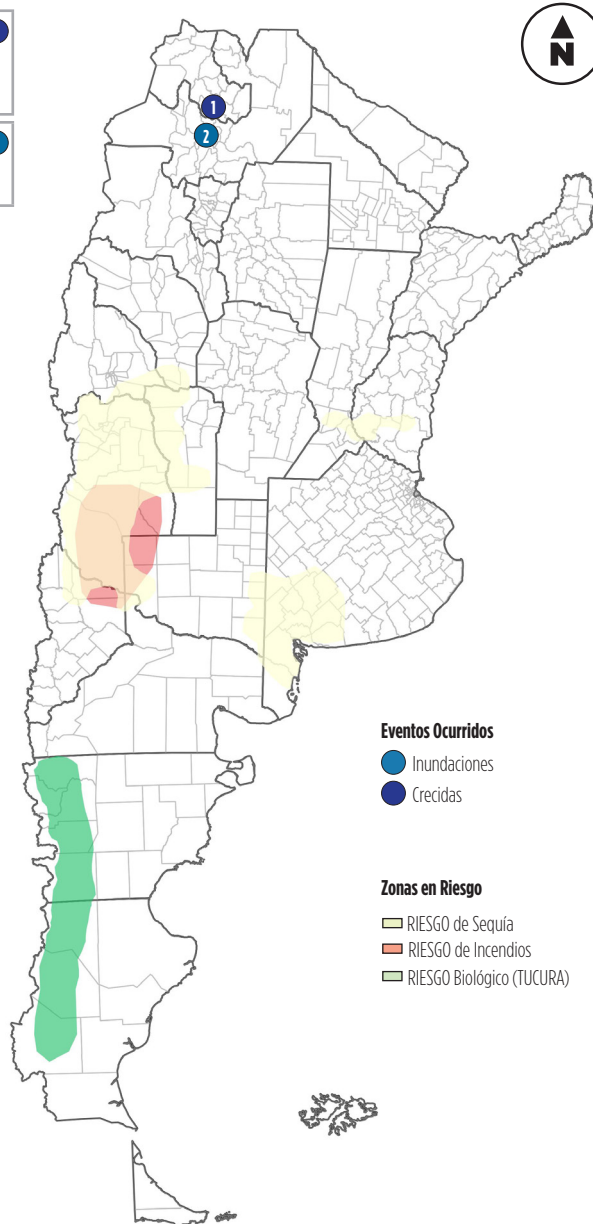 N
1
2
Eventos Ocurridos
Inundaciones
Crecidas
Zonas en Riesgo
RIESGO de Sequía
RIESGO de Incendios
RIESGO Biológico (TUCURA)